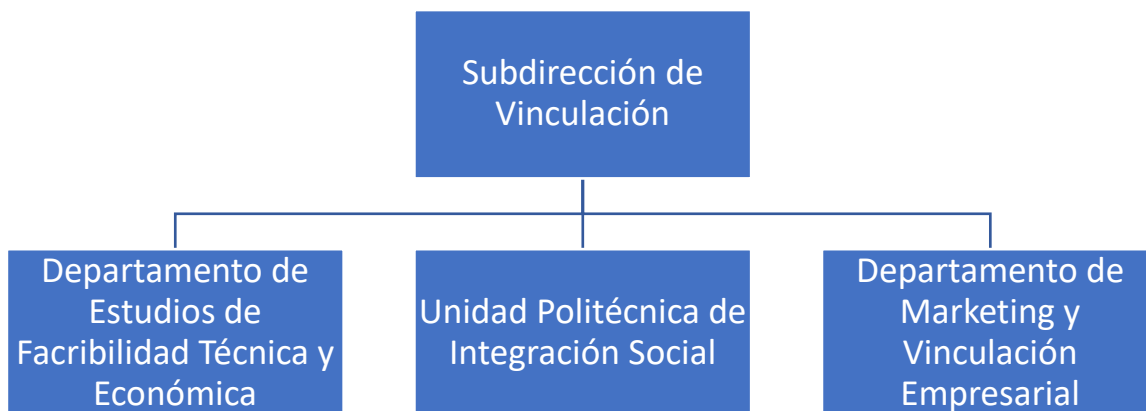 Subdirección de
Vinculación
Departamento de
Estudios de
Facribilidad Técnica y
Económica
Unidad Politécnica de
Integración Social
Departamento de
Marketing y
Vinculación
Empresarial